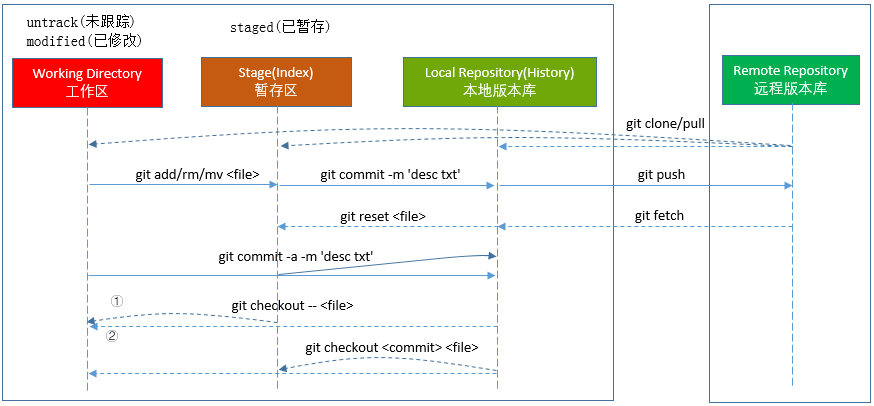 untrack(未跟踪)
modified(已修改)
staged(已暂存)
Working Directory
工作区
Stage(Index)
暂存区
Local Repository(History)
本地版本库
Remote Repository
远程版本库
git clone/pull
git add/rm/mv <file>
git commit -m 'desc txt'
git push
git reset <file>
git fetch
git commit -a -m 'desc txt'
①
git checkout -- <file>
②
git checkout <commit> <file>